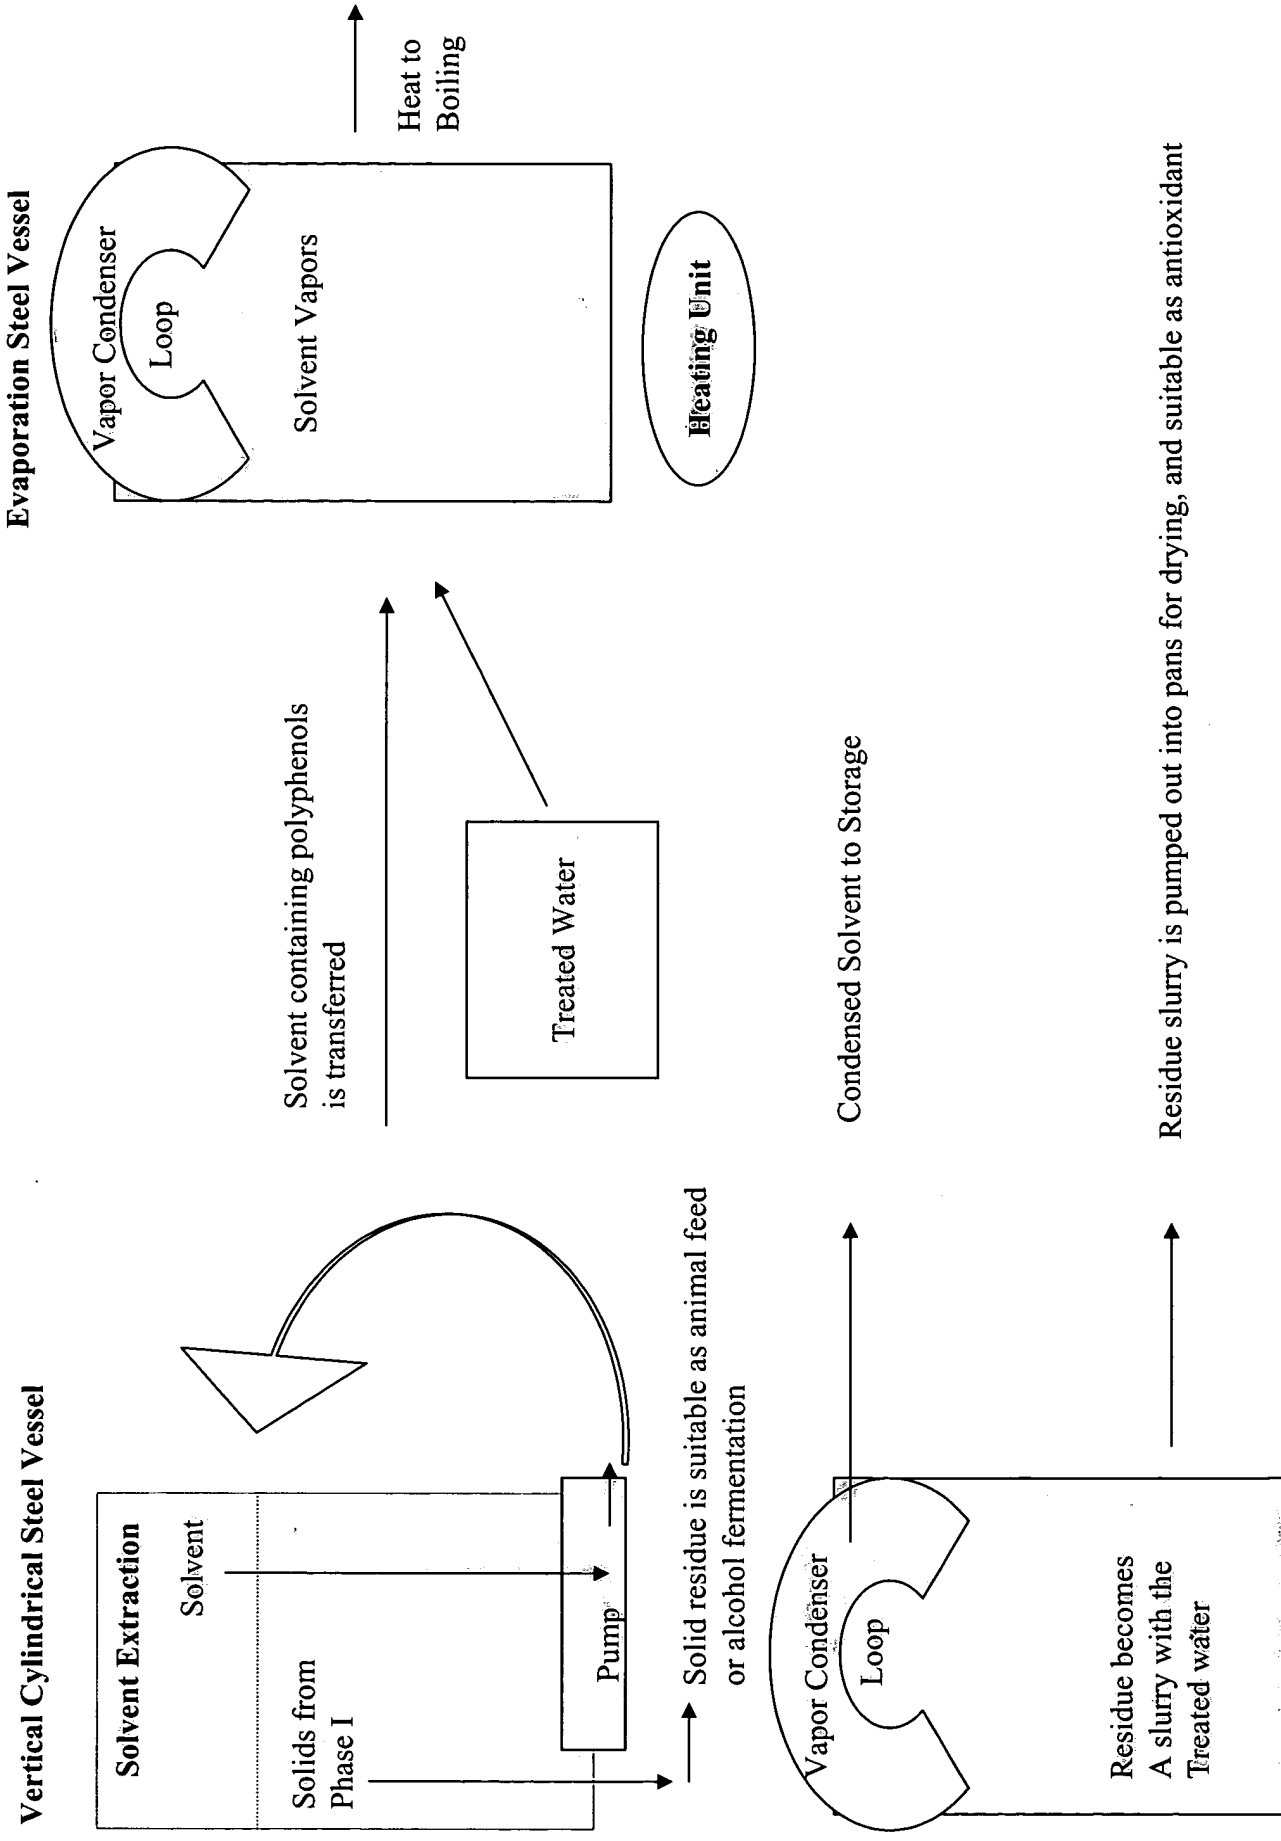 Vertical Cylindrical Steel Vessel
Solvent Extraction
Solvent
Solids from
Phase I
Pump
Solid residue is suitable as animal feed
or alcohol fermentation
Solvent containing polyphenols
is transferred
Treated Water
Evaporation Steel Vessel
Vapor Condenser
Loop
Solvent Vapors
Heating Unit
Heat to
Boiling
Vapor Condenser
Loop
Residue becomes
A slurry with the
Treated water
Condensed Solvent to Storage
Residue slurry is pumped out into pans for drying, and suitable as antioxidant